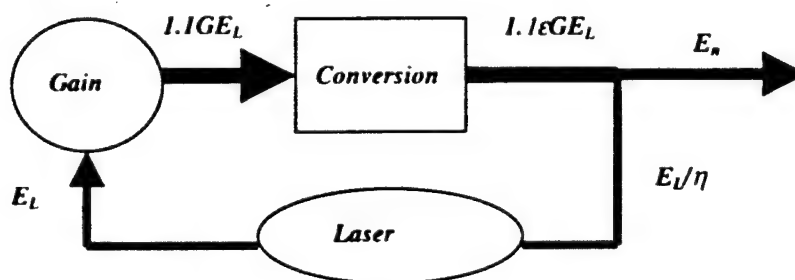 1.1GE_L
1.1εGE_L
E_n
Gain
Conversion
E_L
E_L/η
Laser